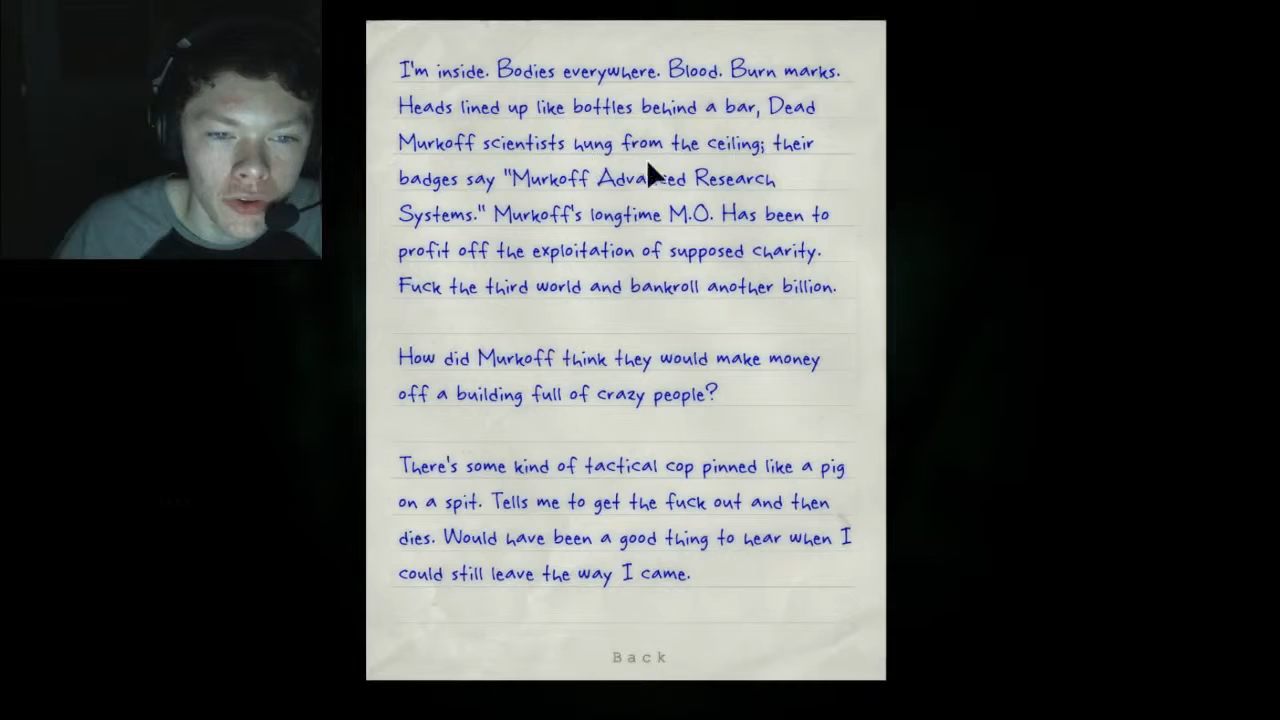 I'm inside. Bodies everywhere. Blood. Burn marks.
Heads lined up like bottles behind a bar, Dead
Murkoff scientists hung from the ceiling; their
badges say "Murkoff Advanced Research
Systems." Murkoff's longtime M.O. Has been to
profit off the exploitation of supposed charity.
Fuck the third world and bankroll another billion.
How did Murkoff think they would make money
off a building full of crazy people?
There's some kind of tactical cop pinned like a pig
on a spit. Tells me to get the fuck out and then
dies. Would have been a good thing to hear when I
could still leave the way I came.
Back